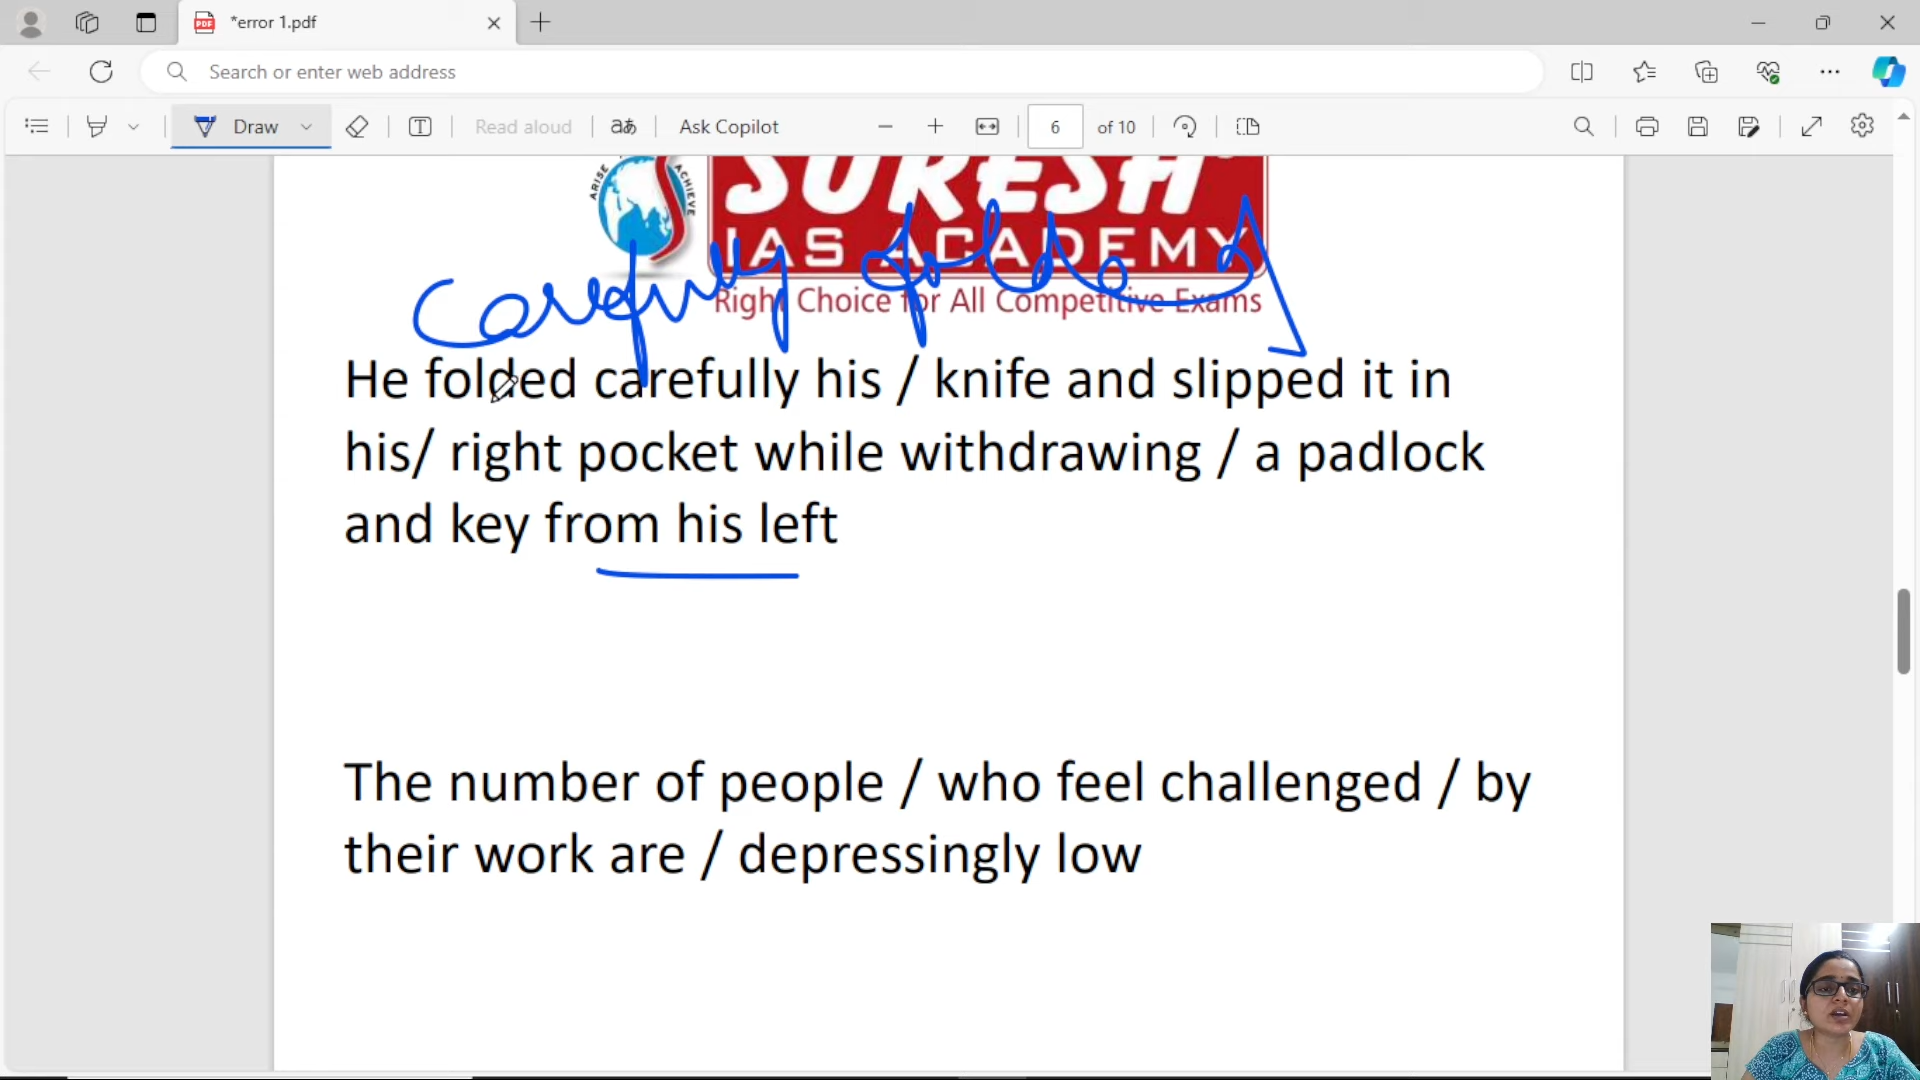 *error 1.pdf
Search or enter web address
Draw
Read aloud
aあ
Ask Copilot
6 of 10
ARISE
ACHIEVE
SURESH
IAS ACADEMY
Right Choice for All Competitive Exams
carefully folded
He folded carefully his / knife and slipped it in
his/ right pocket while withdrawing / a padlock
and key from his left
The number of people / who feel challenged / by
their work are / depressingly low